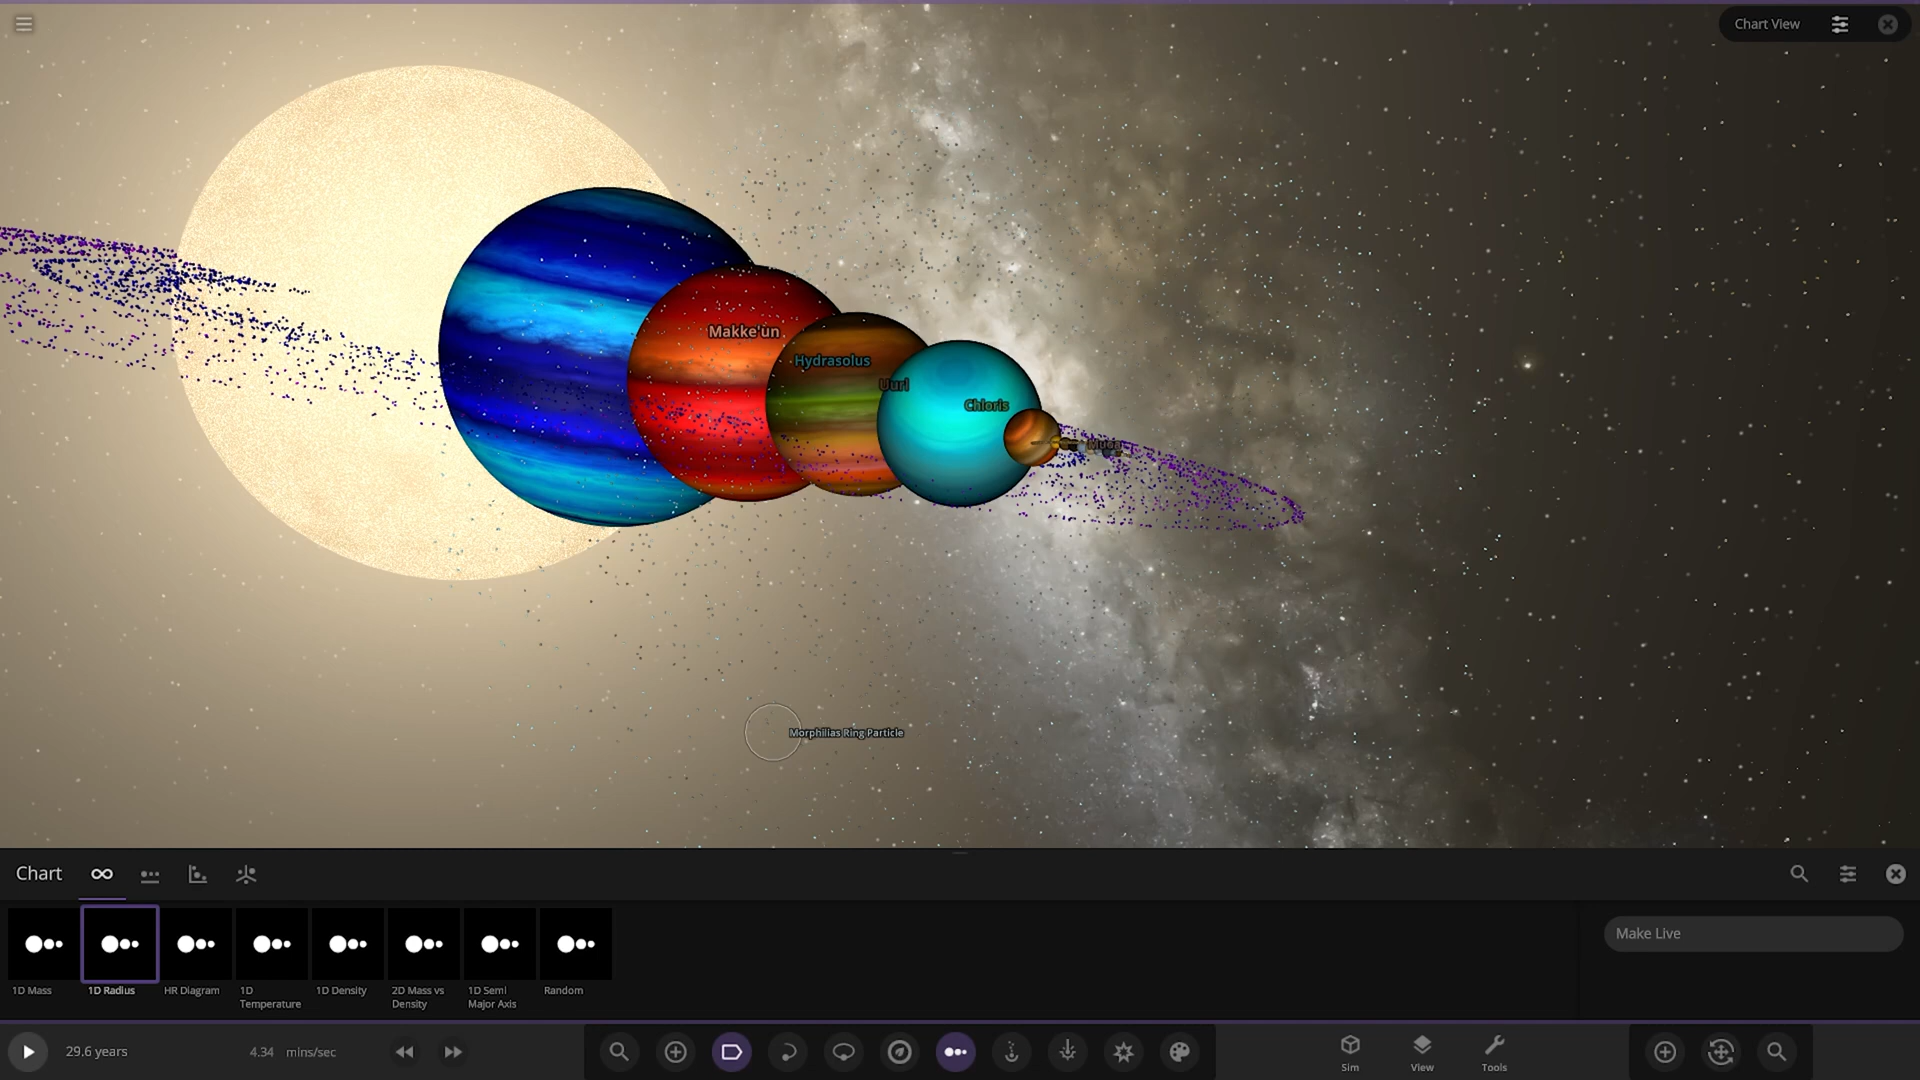 Chart View
Makke'un
Hydrasolus
Uurl
Chloris
Muqa
Morphilias Ring Particle
Chart
Make Live
1D Mass
1D Radius
HR Diagram
1D
Temperature
1D Density
2D Mass vs
Density
1D Semi
Major Axis
Random
29.6 years
4.34 mins/sec
Sim
View
Tools